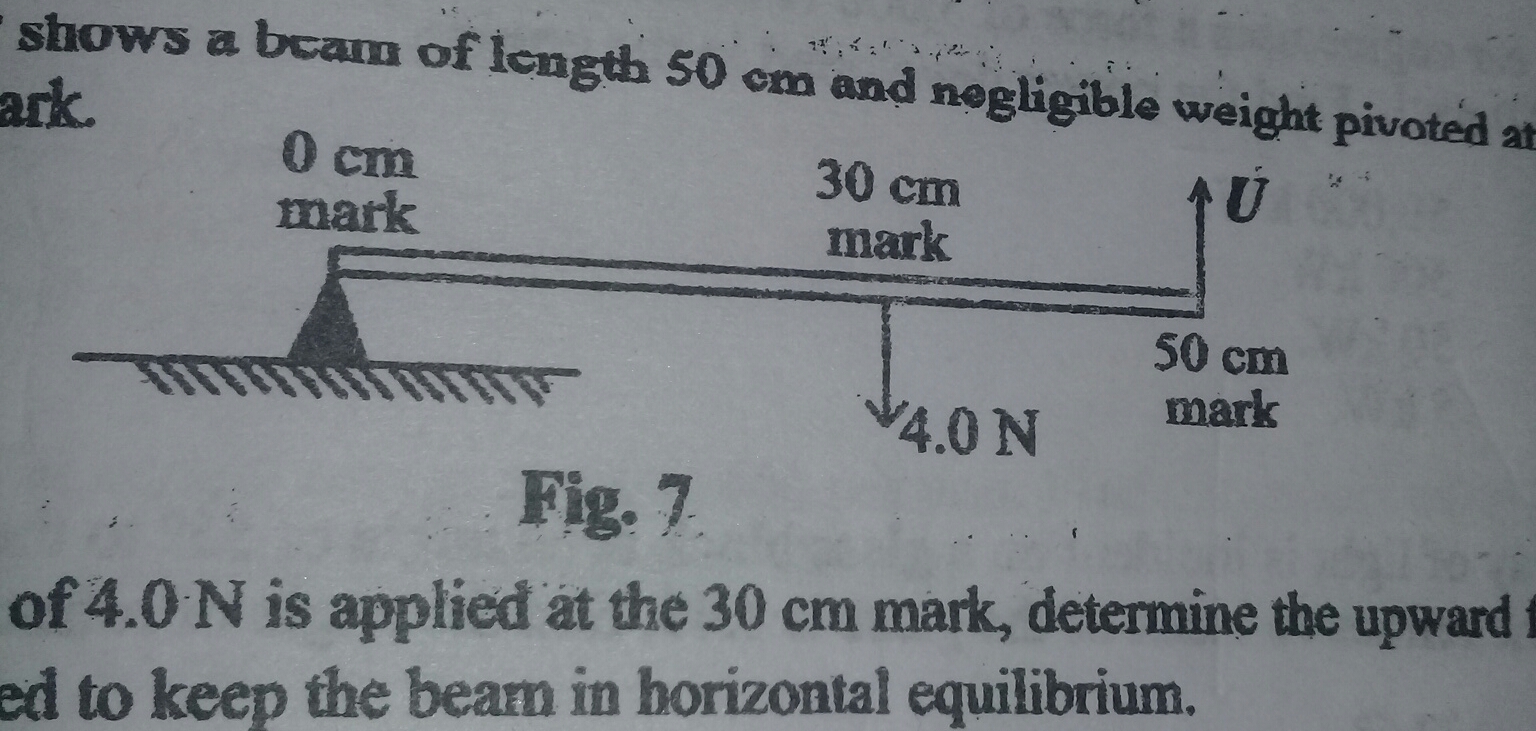 shows a beam of length 50 cm and negligible weight pivoted at
ark.
0 cm
mark
30 cm
mark
U
50 cm
mark
4.0 N
Fig. 7
of 4.0 N is applied at the 30 cm mark, determine the upward f
ed to keep the beam in horizontal equilibrium.